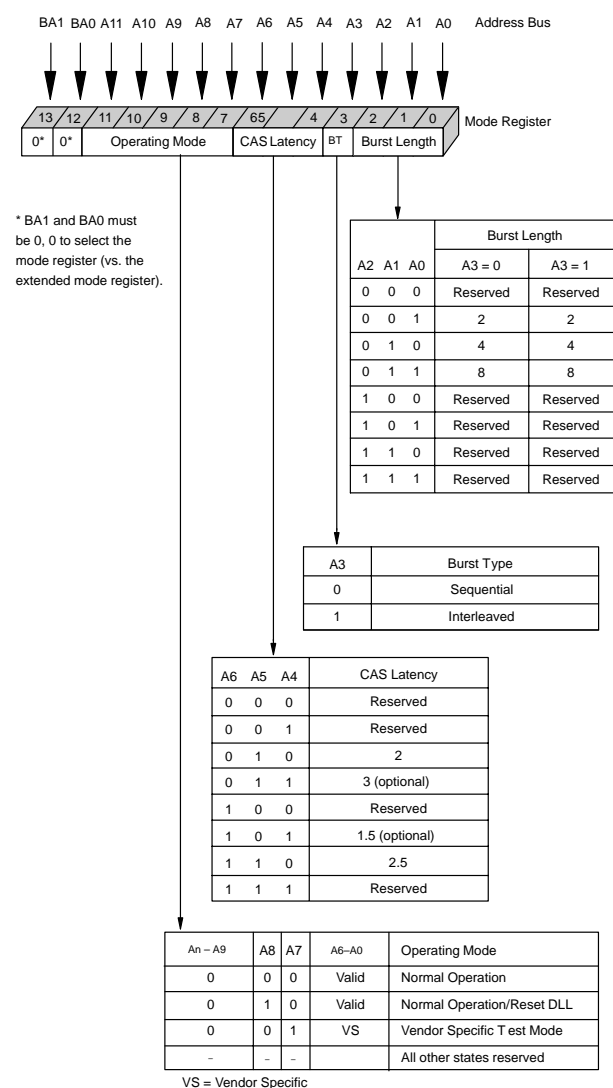 BA1 BA0 A11 A10 A9 A8 A7 A6 A5 A4 A3 A2 A1 A0 Address Bus
13 12 11 10 9 8 7 65 4 3 2 1 0 Mode Register
0* 0* Operating Mode CAS Latency BT Burst Length
* BA1 and BA0 must
be 0, 0 to select the
mode register (vs. the
extended mode register).
Burst Length
A2 A1 A0 A3 = 0 A3 = 1
0 0 0 Reserved Reserved
0 0 1 2 2
0 1 0 4 4
0 1 1 8 8
1 0 0 Reserved Reserved
1 0 1 Reserved Reserved
1 1 0 Reserved Reserved
1 1 1 Reserved Reserved
A3 Burst Type
0 Sequential
1 Interleaved
A6 A5 A4 CAS Latency
0 0 0 Reserved
0 0 1 Reserved
0 1 0 2
0 1 1 3 (optional)
1 0 0 Reserved
1 0 1 1.5 (optional)
1 1 0 2.5
1 1 1 Reserved
An – A9 A8 A7 A6–A0 Operating Mode
0 0 0 Valid Normal Operation
0 1 0 Valid Normal Operation/Reset DLL
0 0 1 VS Vendor Specific T est Mode
– – – All other states reserved
VS = Vendor Specific